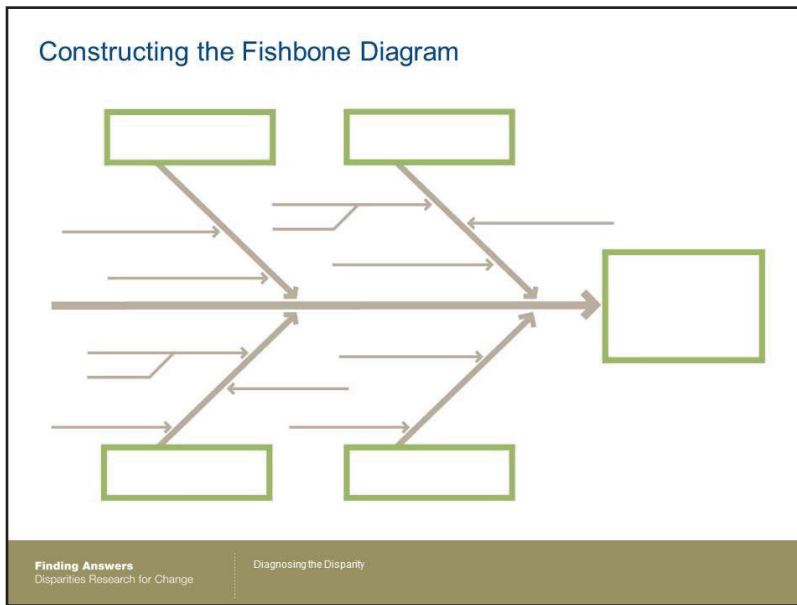 Constructing the Fishbone Diagram
Finding Answers
Disparities Research for Change
Diagnosing the Disparity